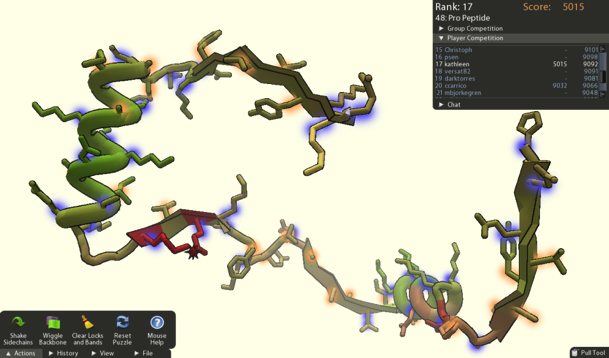 Rank: 17 Score: 5015
48: Pro Peptide
▶ Group Competition
▼ Player Competition
15 Christoph - 9101
16 psen - 9098
17 kathleen 5015 9092
18 versat82 - 9091
19 darktorres - 9081
20 ccarrico 9032 9066
21 mbjorkegren - 9048
▶ Chat
Shake Sidechains
Wiggle Backbone
Clear Locks and Bands
Reset Puzzle
Mouse Help
▲ Actions ▶ History ▶ View ▶ File
Pull Tool